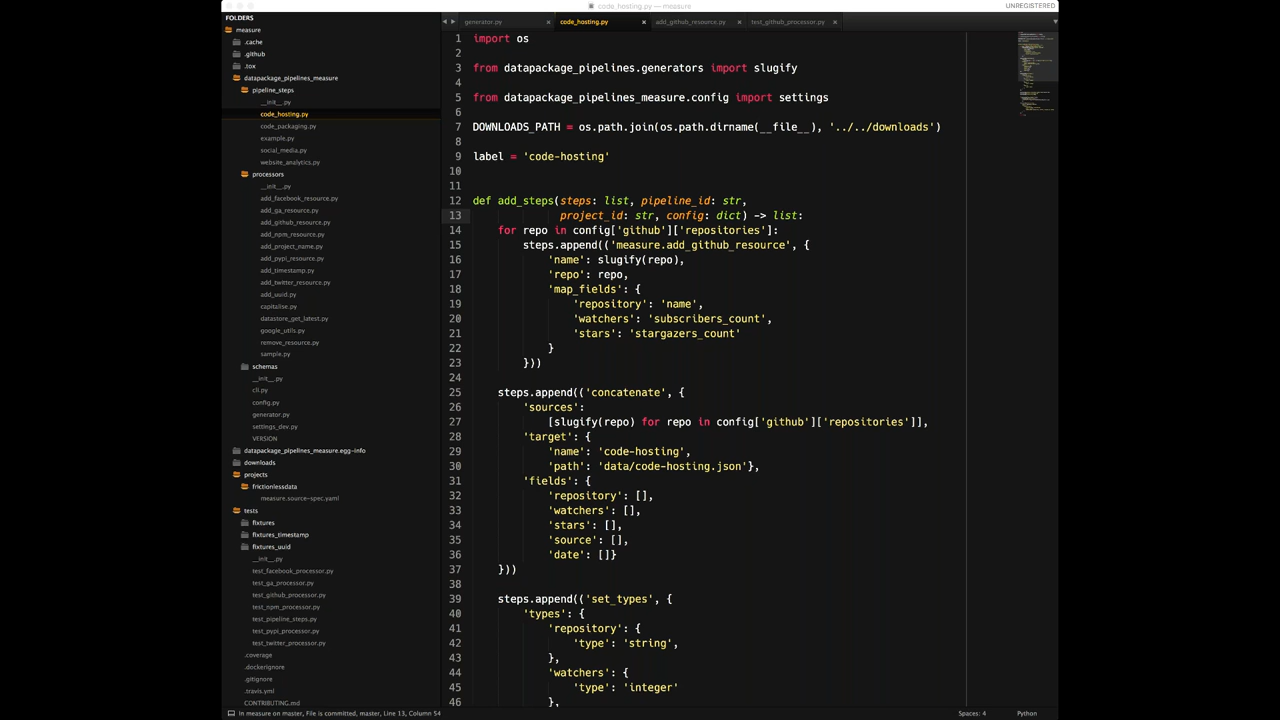 code_hosting.py — measure
UNREGISTERED
FOLDERS
measure
.cache
.github
.tox
datapackage_pipelines_measure
pipeline_steps
__init__.py
code_hosting.py
code_packaging.py
example.py
social_media.py
website_analytics.py
processors
__init__.py
add_facebook_resource.py
add_ga_resource.py
add_github_resource.py
add_npm_resource.py
add_project_name.py
add_pypi_resource.py
add_timestamp.py
add_twitter_resource.py
add_uuid.py
capitalise.py
datastore_get_latest.py
google_utils.py
remove_resource.py
sample.py
schemas
__init__.py
cli.py
config.py
generator.py
settings_dev.py
VERSION
datapackage_pipelines_measure.egg-info
downloads
projects
frictionlessdata
measure.source-spec.yaml
tests
fixtures
fixtures_timestamp
fixtures_uuid
__init__.py
test_facebook_processor.py
test_ga_processor.py
test_github_processor.py
test_npm_processor.py
test_pipeline_steps.py
test_pypi_processor.py
test_twitter_processor.py
.coverage
.dockerignore
.gitignore
.travis.yml
CONTRIBUTING.md
generator.py × code_hosting.py × add_github_resource.py × test_github_processor.py ×
1 import os
2
3 from datapackage_pipelines.generators import slugify
4
5 from datapackage_pipelines_measure.config import settings
6
7 DOWNLOADS_PATH = os.path.join(os.path.dirname(__file__), '../../downloads')
8
9 label = 'code-hosting'
10
11
12 def add_steps(steps: list, pipeline_id: str,
13 project_id: str, config: dict) -> list:
14 for repo in config['github']['repositories']:
15 steps.append(('measure.add_github_resource', {
16 'name': slugify(repo),
17 'repo': repo,
18 'map_fields': {
19 'repository': 'name',
20 'watchers': 'subscribers_count',
21 'stars': 'stargazers_count'
22 }
23 }))
24
25 steps.append(('concatenate', {
26 'sources':
27 [slugify(repo) for repo in config['github']['repositories']],
28 'target': {
29 'name': 'code-hosting',
30 'path': 'data/code-hosting.json'},
31 'fields': {
32 'repository': [],
33 'watchers': [],
34 'stars': [],
35 'source': [],
36 'date': []}
37 }))
38
39 steps.append(('set_types', {
40 'types': {
41 'repository': {
42 'type': 'string',
43 },
44 'watchers': {
45 'type': 'integer'
46 },
In measure on master, File is committed, master, Line 13, Column 54
Spaces: 4
Python